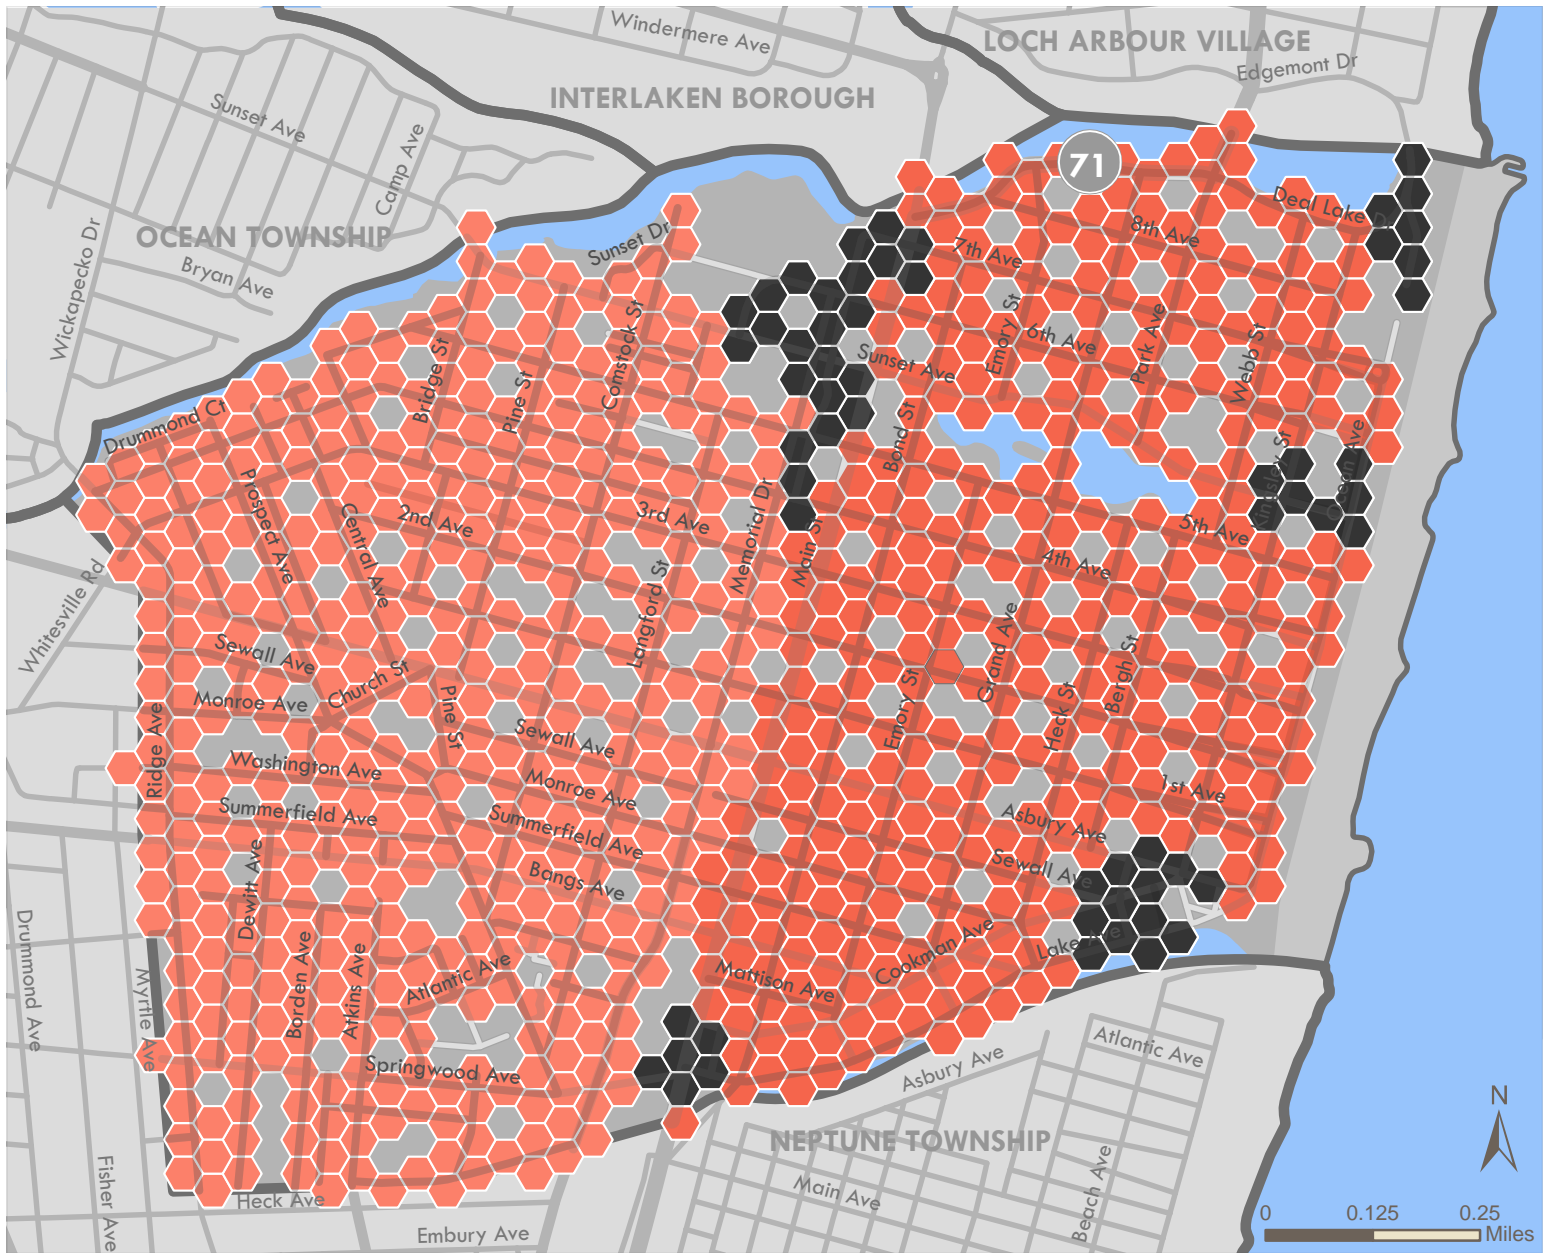 Windermere Ave
LOCH ARBOUR VILLAGE
Edgemont Dr
INTERLAKEN BOROUGH
Sunset Ave
Camp Ave
71
OCEAN TOWNSHIP
Wickapecko Dr
Bryan Ave
Sunset Dr
Deal Lake Dr
8th Ave
7th Ave
Emory St
6th Ave
Park Ave
Webb St
Comstock St
Sunset Ave
Bridge St
Pine St
Bond St
Drummond Ct
Kingsley St
Ocean Ave
Prospect Ave
Central Ave
2nd Ave
3rd Ave
Memorial Dr
Main St
5th Ave
4th Ave
Whitesville Rd
Langford St
Grand Ave
Bergh St
Sewall Ave
Church St
Monroe Ave
Pine St
Emory St
Heck St
Ridge Ave
Sewall Ave
Washington Ave
Monroe Ave
1st Ave
Summerfield Ave
Summerfield Ave
Asbury Ave
Sewall Ave
Dewitt Ave
Bangs Ave
Drummond Ave
Myrtle Ave
Borden Ave
Atkins Ave
Atlantic Ave
Mattison Ave
Cookman Ave
Lake Ave
Springwood Ave
Asbury Ave
Atlantic Ave
NEPTUNE TOWNSHIP
Fisher Ave
Heck Ave
Main Ave
Beach Ave
Embury Ave
N
0 0.125 0.25
Miles